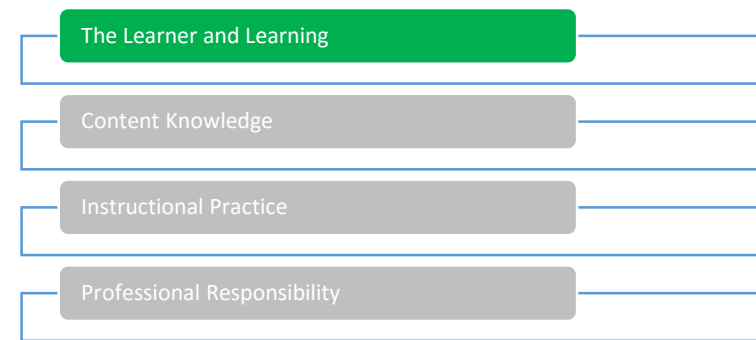 The Learner and Learning
Content Knowledge
Instructional Practice
Professional Responsibility